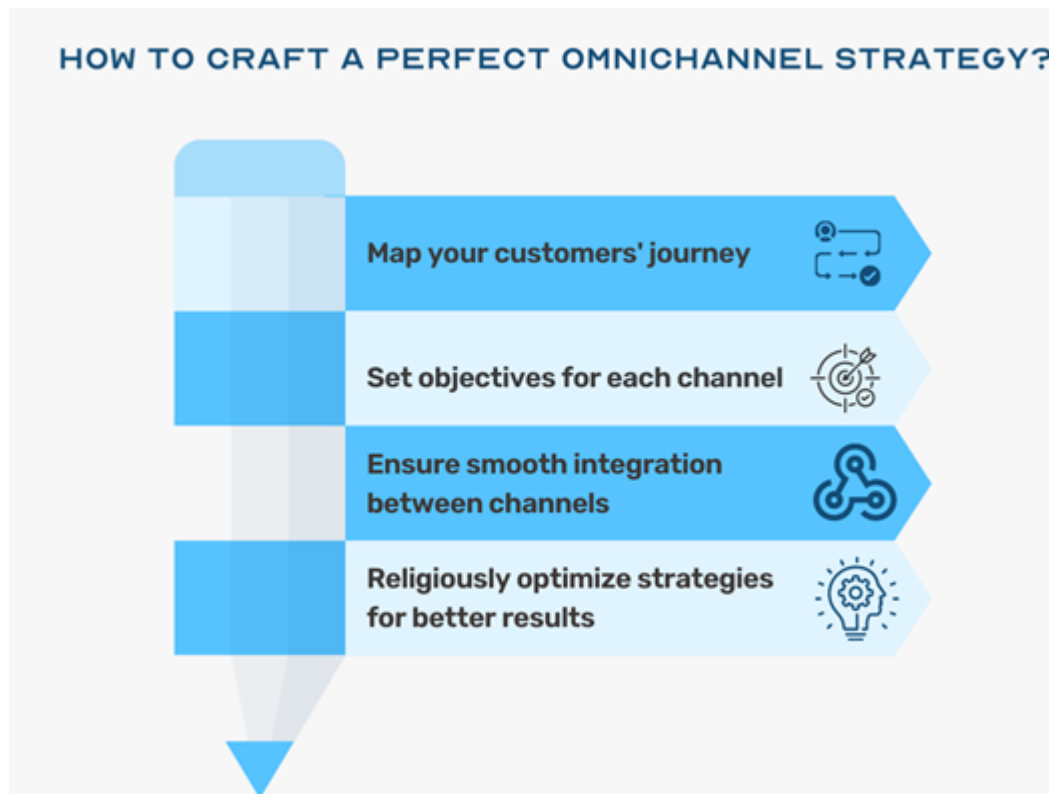 HOW TO CRAFT A PERFECT OMNICHANNEL STRATEGY?
Map your customers' journey
Set objectives for each channel
Ensure smooth integration
between channels
Religiously optimize strategies
for better results